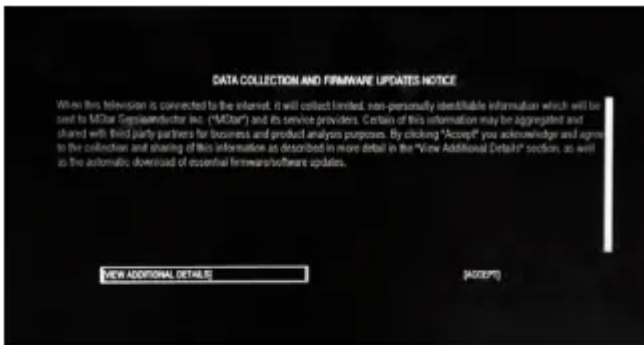 DATA COLLECTION AND FIRMWARE UPDATES NOTICE
When this television is connected to the internet, it will collect limited, non-personally identifiable information which will be
sent to MStar Semiconductor Inc. ("MStar") and its service providers. Certain of this information may be aggregated and
shared with third party partners for business and product analysis purposes. By clicking "Accept" you acknowledge and agree
to the collection and sharing of this information as described in more detail in the "View Additional Details" section, as well
as the automatic download of essential firmware/software updates.
[VIEW ADDITIONAL DETAILS]
[ACCEPT]